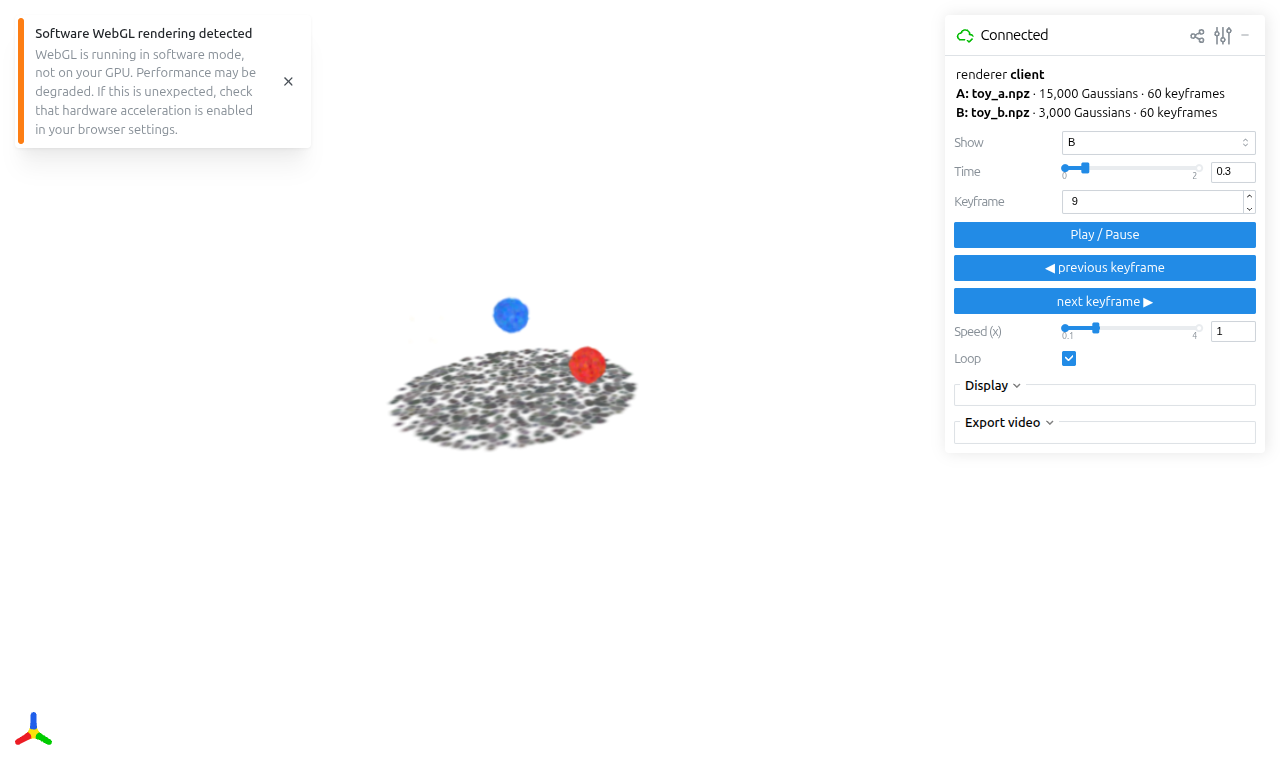 Software WebGL rendering detected
WebGL is running in software mode,
not on your GPU. Performance may be
degraded. If this is unexpected, check
that hardware acceleration is enabled
in your browser settings.
Connected
renderer client
A: toy_a.npz · 15,000 Gaussians · 60 keyframes
B: toy_b.npz · 3,000 Gaussians · 60 keyframes
Show B
Time 0 2 0.3
Keyframe 9
Play / Pause
◀ previous keyframe
next keyframe ▶
Speed (x) 0.1 4 1
Loop
Display
Export video